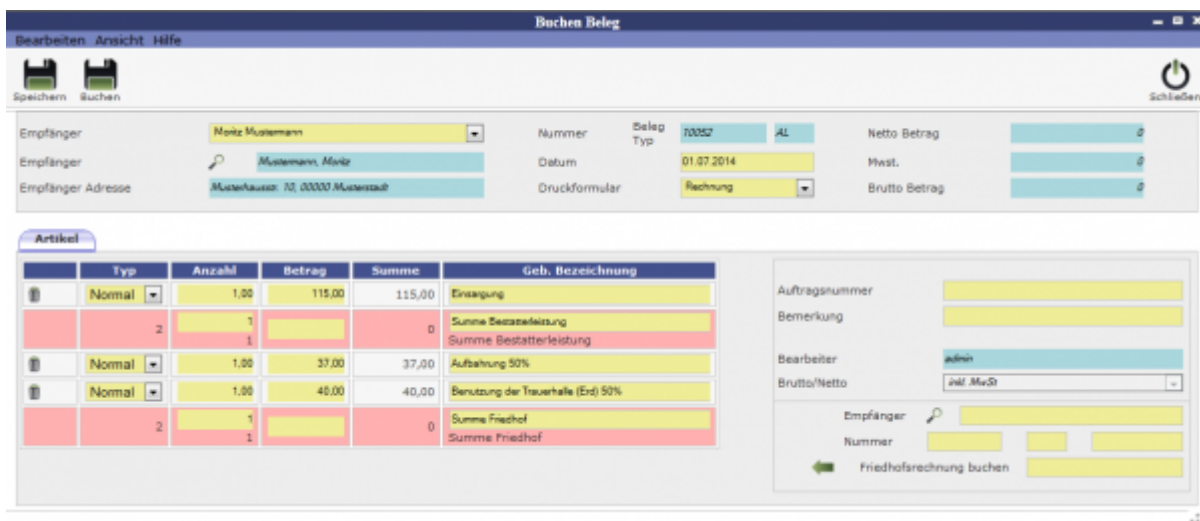 Buchen Beleg
Bearbeiten Ansicht Hilfe
Speichern Buchen Schließen
Empfänger Moritz Mustermann Nummer Beleg Typ 10052 AL Netto Betrag 0
Empfänger Mustermann, Moritz Datum 01.07.2014 Mwst. 0
Empfänger Adresse Musterhausstr. 10, 00000 Musterstadt Druckformular Rechnung Brutto Betrag 0
Artikel
Typ Anzahl Betrag Summe Geb. Bezeichnung
Normal 1,00 115,00 115,00 Einsargung
2 1 0 Summe Bestatterleistung
1 Summe Bestatterleistung
Normal 1,00 37,00 37,00 Aufbahrung 50%
Normal 1,00 40,00 40,00 Benutzung der Trauerhalle (Erd) 50%
2 1 0 Summe Friedhof
1 Summe Friedhof
Auftragsnummer
Bemerkung
Bearbeiter admin
Brutto/Netto inkl. MwSt
Empfänger
Nummer
Friedhofsrechnung buchen